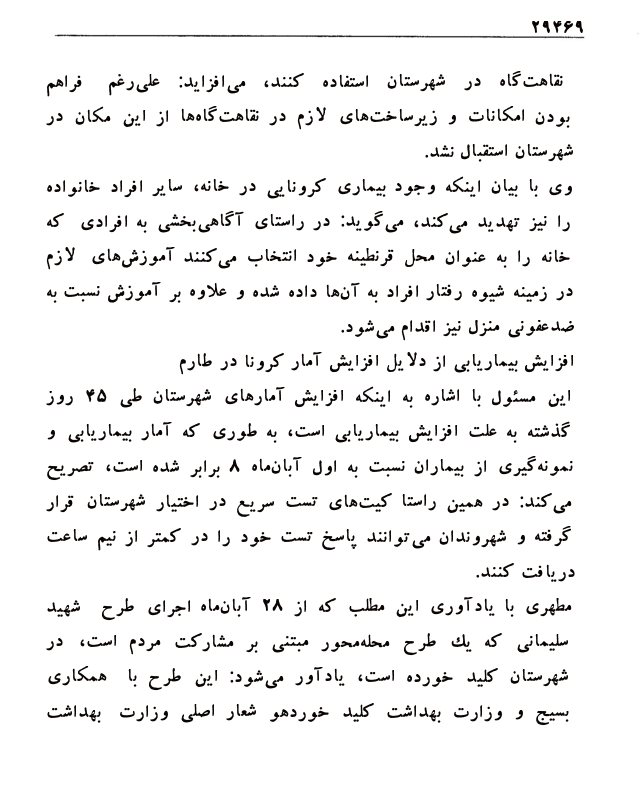 ۲۹۴۶۹
نقاهت‌گاه در شهرستان استفاده کنند، می‌افزاید: علی‌رغم فراهم
بودن امکانات و زیرساخت‌های لازم در نقاهت‌گاه‌ها از این مکان در
شهرستان استقبال نشد.
وی با بیان اینکه وجود بیماری کرونایی در خانه، سایر افراد خانواده
را نیز تهدید می‌کند، می‌گوید: در راستای آگاهی‌بخشی به افرادی که
خانه را به عنوان محل قرنطینه خود انتخاب می‌کنند آموزش‌های لازم
در زمینه شیوه رفتار افراد به آن‌ها داده شده و علاوه بر آموزش نسبت به
ضدعفونی منزل نیز اقدام می‌شود.
افزایش بیماریابی از دلایل افزایش آمار کرونا در طارم
این مسئول با اشاره به اینکه افزایش آمارهای شهرستان طی ۴۵ روز
گذشته به علت افزایش بیماریابی است، به طوری که آمار بیماریابی و
نمونه‌گیری از بیماران نسبت به اول آبان‌ماه ۸ برابر شده است، تصریح
می‌کند: در همین راستا کیت‌های تست سریع در اختیار شهرستان قرار
گرفته و شهروندان می‌توانند پاسخ تست خود را در کمتر از نیم ساعت
دریافت کنند.
مطهری با یادآوری این مطلب که از ۲۸ آبان‌ماه اجرای طرح شهید
سلیمانی که یك طرح محله‌محور مبتنی بر مشارکت مردم است، در
شهرستان کلید خورده است، یادآور می‌شود: این طرح با همکاری
بسیج و وزارت بهداشت کلید خوردهو شعار اصلی وزارت بهداشت